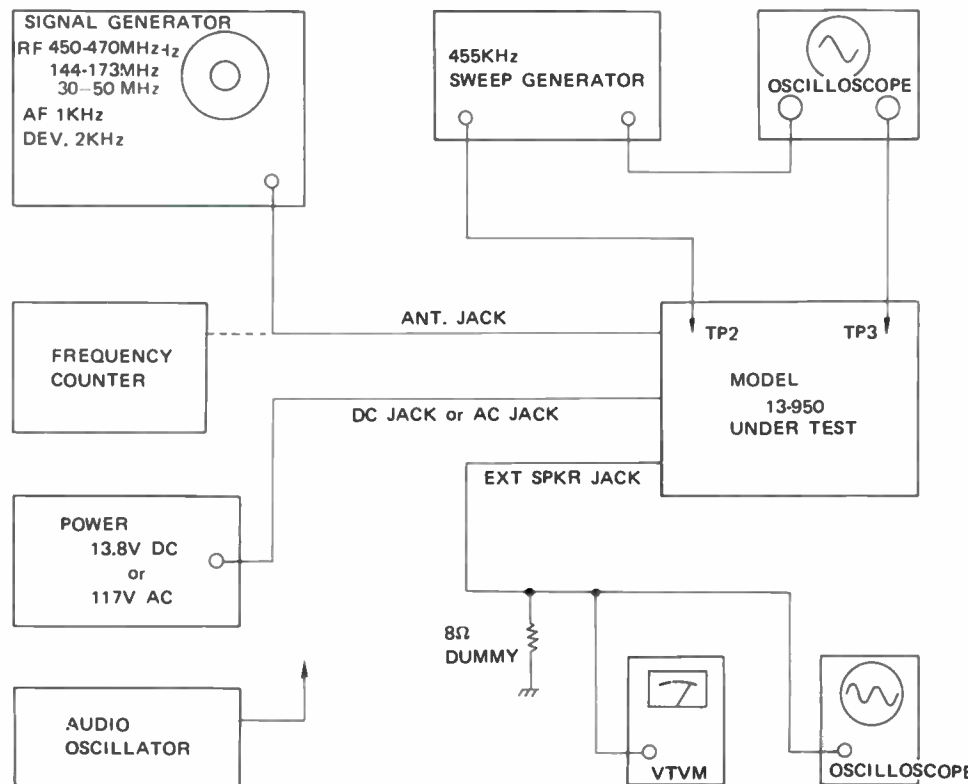 SIGNAL GENERATOR
RF 450-470MHz Hz
144-173MHz
30-50 MHz
AF 1KHz
DEV. 2KHz
455KHz
SWEEP GENERATOR
OSCILLOSCOPE
FREQUENCY
COUNTER
ANT. JACK
TP2
TP3
MODEL
13-950
UNDER TEST
DC JACK or AC JACK
EXT SPKR JACK
POWER
13.8V DC
or
117V AC
8Ω
DUMMY
AUDIO
OSCILLATOR
VTVM
OSCILLOSCOPE